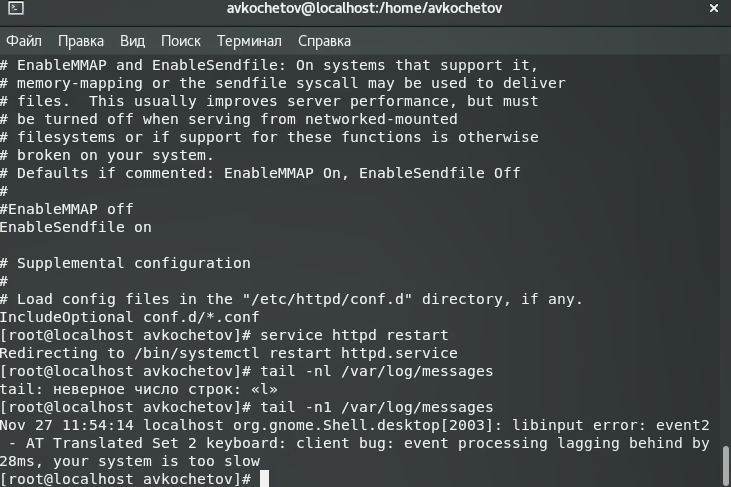 avkochetov@localhost:/home/avkochetov
Файл Правка Вид Поиск Терминал Справка
# EnableMMAP and EnableSendfile: On systems that support it,
# memory-mapping or the sendfile syscall may be used to deliver
# files.  This usually improves server performance, but must
# be turned off when serving from networked-mounted
# filesystems or if support for these functions is otherwise
# broken on your system.
# Defaults if commented: EnableMMAP On, EnableSendfile Off
#
#EnableMMAP off
EnableSendfile on
# Supplemental configuration
#
# Load config files in the "/etc/httpd/conf.d" directory, if any.
IncludeOptional conf.d/*.conf
[root@localhost avkochetov]# service httpd restart
Redirecting to /bin/systemctl restart httpd.service
[root@localhost avkochetov]# tail -nl /var/log/messages
tail: неверное число строк: «l»
[root@localhost avkochetov]# tail -n1 /var/log/messages
Nov 27 11:54:14 localhost org.gnome.Shell.desktop[2003]: libinput error: event2
 - AT Translated Set 2 keyboard: client bug: event processing lagging behind by
28ms, your system is too slow
[root@localhost avkochetov]#